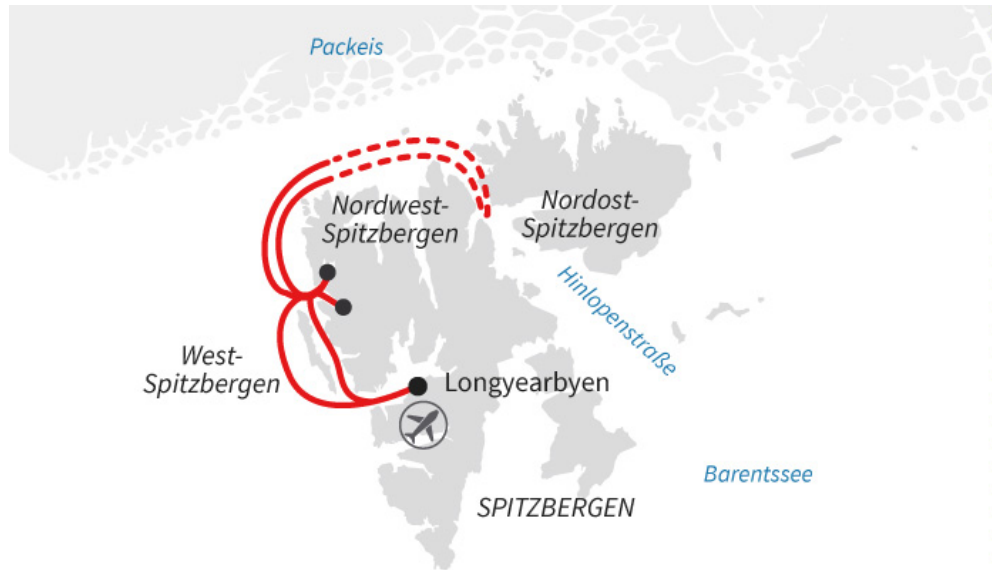 Packeis
Nordwest-
Spitzbergen
Nordost-
Spitzbergen
Hinlopenstraße
West-
Spitzbergen
Longyearbyen
Barentssee
SPITZBERGEN